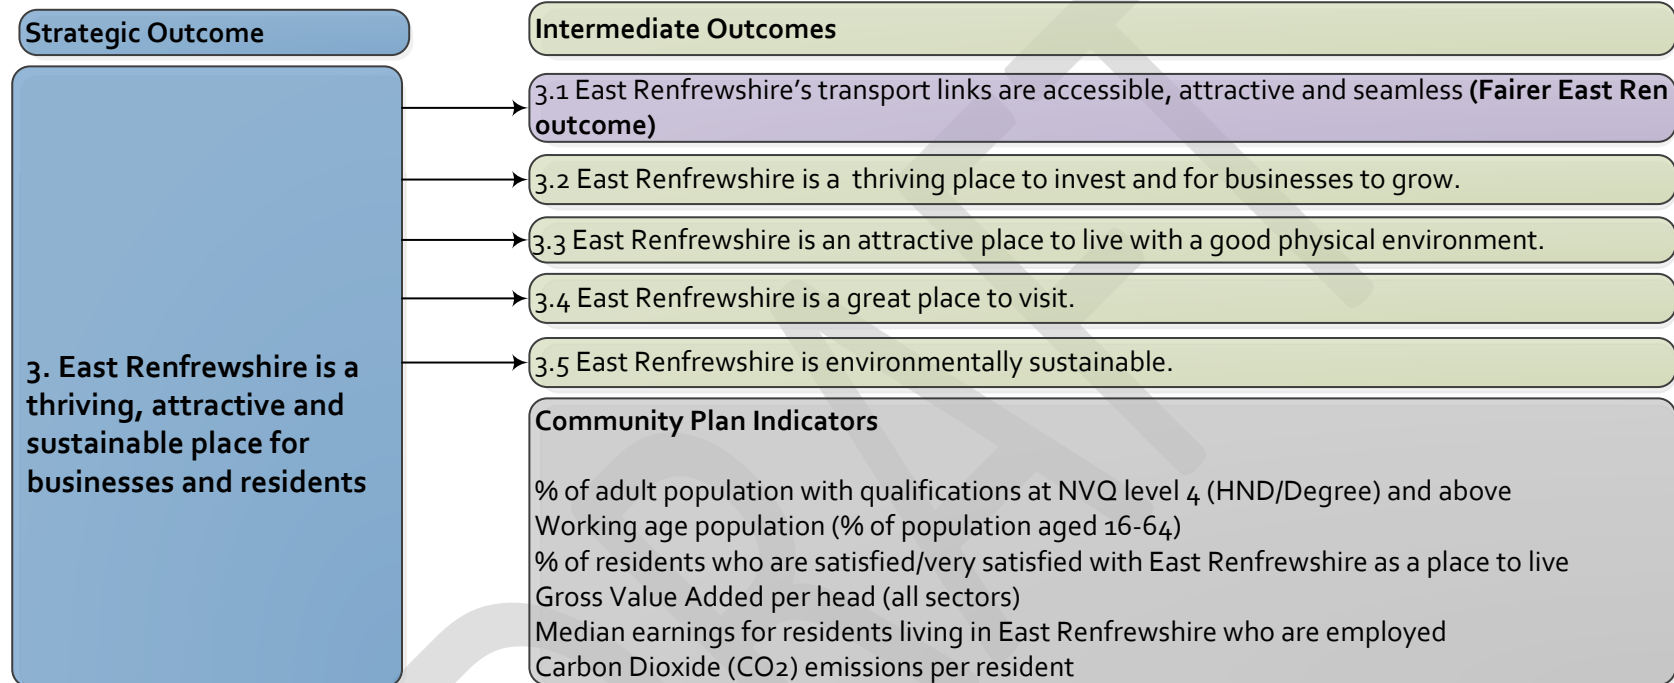 Strategic Outcome
3. East Renfrewshire is a
thriving, attractive and
sustainable place for
businesses and residents
Intermediate Outcomes
3.1 East Renfrewshire's transport links are accessible, attractive and seamless (Fairer East Ren
outcome)
3.2 East Renfrewshire is a  thriving place to invest and for businesses to grow.
3.3 East Renfrewshire is an attractive place to live with a good physical environment.
3.4 East Renfrewshire is a great place to visit.
3.5 East Renfrewshire is environmentally sustainable.
Community Plan Indicators
% of adult population with qualifications at NVQ level 4 (HND/Degree) and above
Working age population (% of population aged 16-64)
% of residents who are satisfied/very satisfied with East Renfrewshire as a place to live
Gross Value Added per head (all sectors)
Median earnings for residents living in East Renfrewshire who are employed
Carbon Dioxide (CO2) emissions per resident